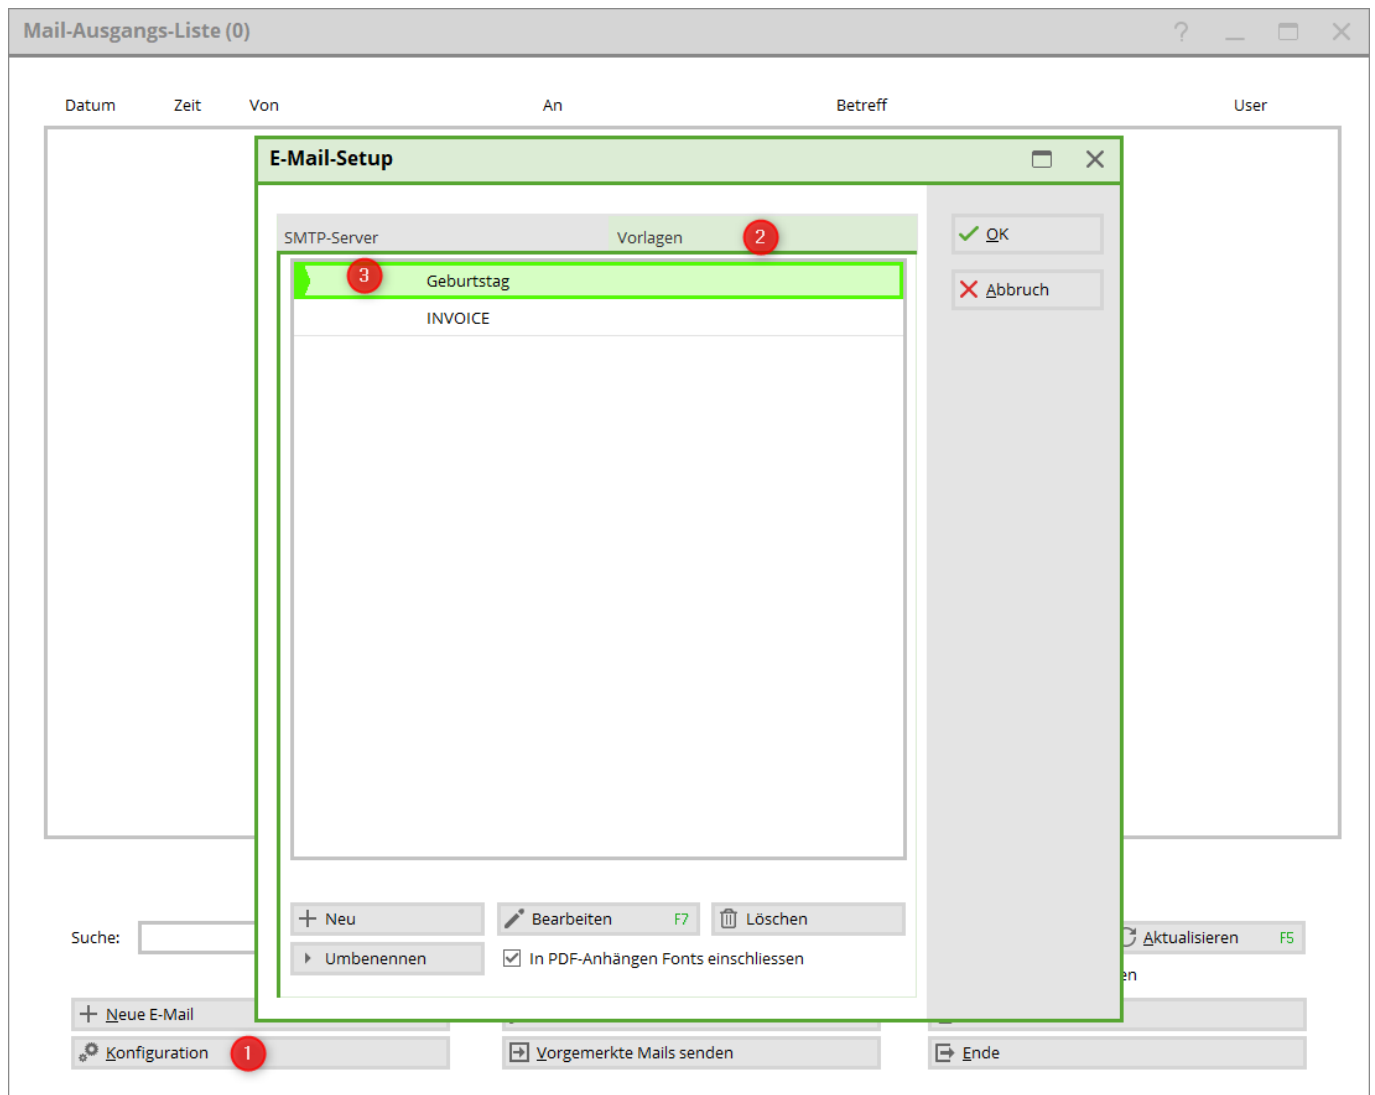 Mail-Ausgangs-Liste (0)
Datum Zeit Von An Betreff User
E-Mail-Setup
SMTP-Server Vorlagen 2
OK
3 Geburtstag
Abbruch
INVOICE
Neu Bearbeiten F7 Löschen
Suche: Aktualisieren F5
Umbenennen In PDF-Anhängen Fonts einschliessen
en
Neue E-Mail
Konfiguration 1 Vorgemerkte Mails senden Ende